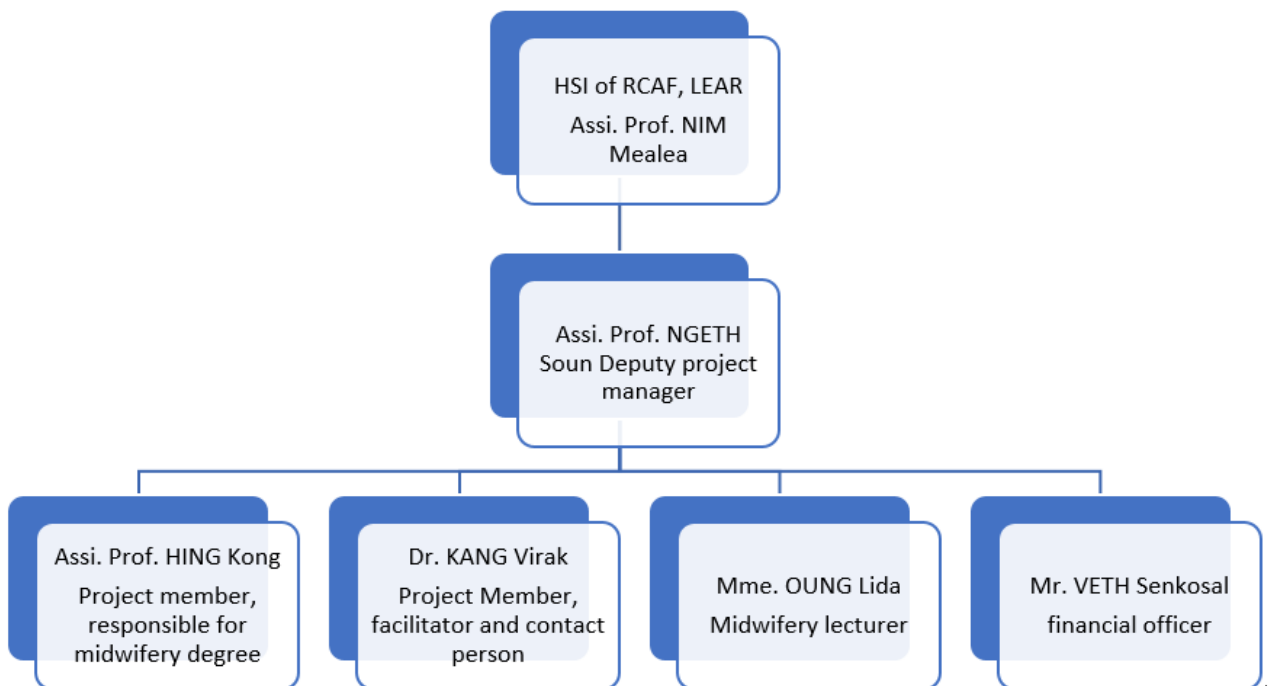 HSI of RCAF, LEAR
Assi. Prof. NIM
Mealea
Assi. Prof. NGETH
Soun Deputy project
manager
Assi. Prof. HING Kong
Project member,
responsible for
midwifery degree
Dr. KANG Virak
Project Member,
facilitator and contact
person
Mme. OUNG Lida
Midwifery lecturer
Mr. VETH Senkosal
financial officer